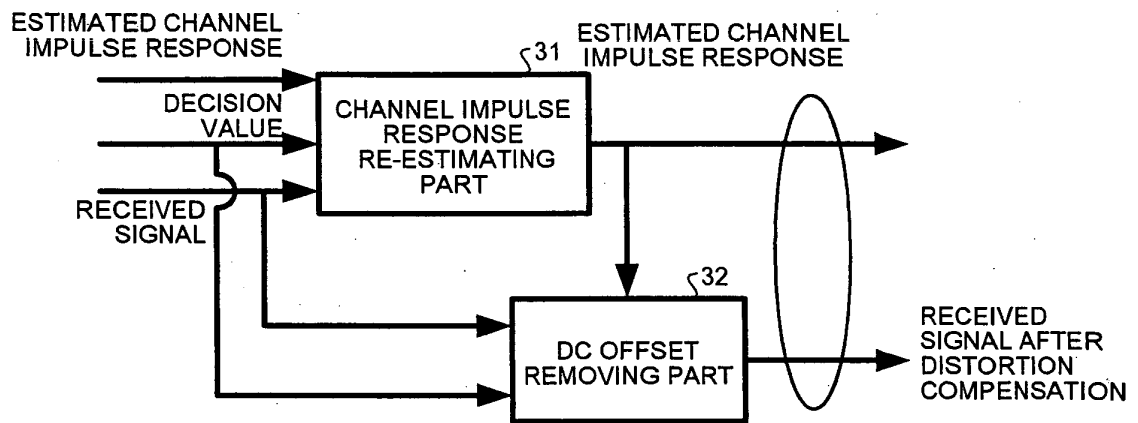 ESTIMATED CHANNEL
IMPULSE RESPONSE
31
ESTIMATED CHANNEL
IMPULSE RESPONSE
DECISION
VALUE
CHANNEL IMPULSE
RESPONSE
RE-ESTIMATING
PART
RECEIVED
SIGNAL
32
DC OFFSET
REMOVING PART
RECEIVED
SIGNAL AFTER
DISTORTION
COMPENSATION